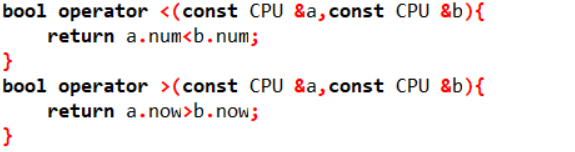 bool operator <(const CPU &a,const CPU &b){
    return a.num<b.num;
}
bool operator >(const CPU &a,const CPU &b){
    return a.now>b.now;
}